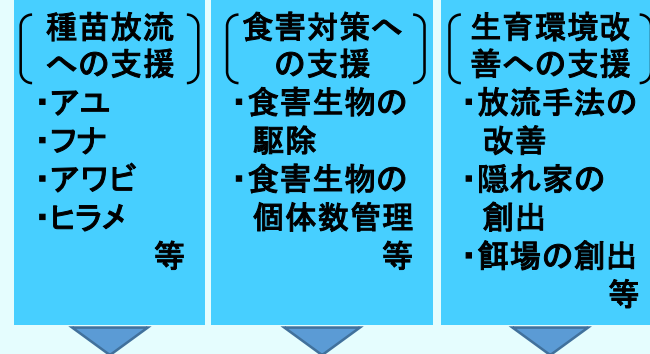 種苗放流
への支援
・アユ
・フナ
・アワビ
・ヒラメ
等
食害対策へ
の支援
・食害生物の
駆除
・食害生物の
個体数管理
等
生育環境改
善への支援
・放流手法の
改善
・隠れ家の
創出
・餌場の創出
等